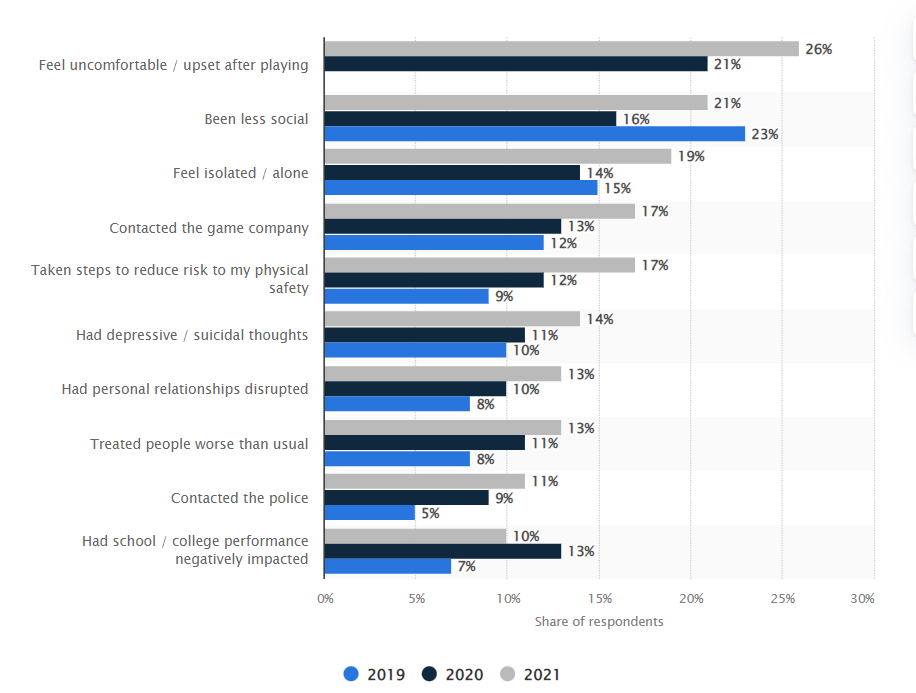 26%
Feel uncomfortable / upset after playing
21%
21%
Been less social
16%
23%
19%
Feel isolated / alone
14%
15%
17%
Contacted the game company
13%
12%
17%
Taken steps to reduce risk to my physical
safety
12%
9%
14%
Had depressive / suicidal thoughts
11%
10%
13%
Had personal relationships disrupted
10%
8%
13%
Treated people worse than usual
11%
8%
11%
Contacted the police
9%
5%
10%
Had school / college performance
negatively impacted
13%
7%
0% 5% 10% 15% 20% 25% 30%
Share of respondents
2019 2020 2021